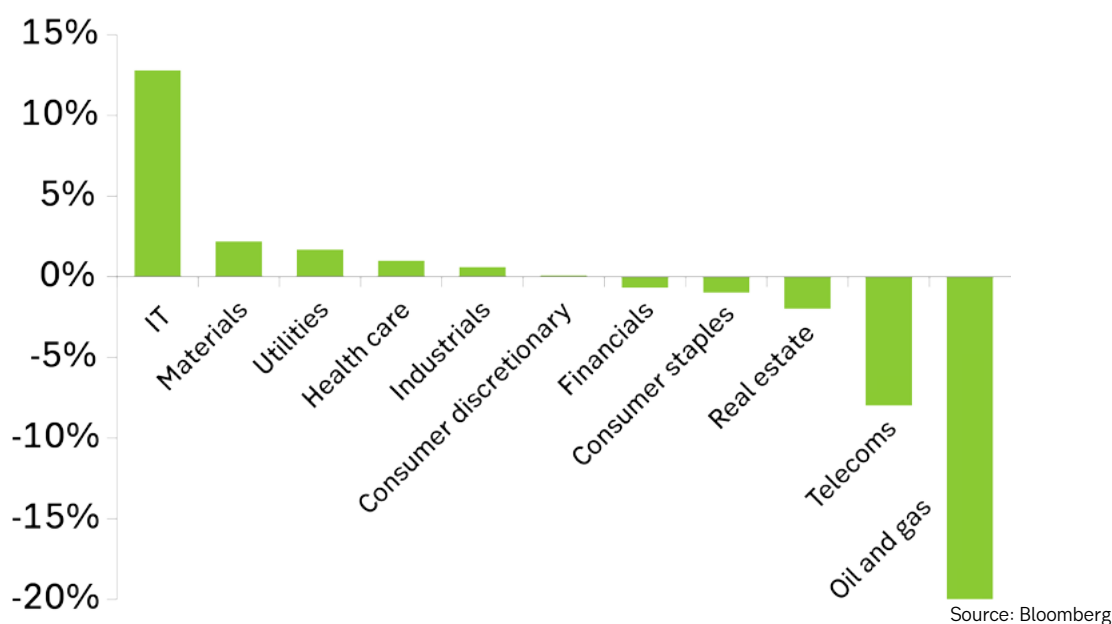 15%
10%
5%
0%
-5%
-10%
-15%
-20%
IT
Materials
Utilities
Health care
Industrials
Consumer discretionary
Financials
Consumer staples
Real estate
Telecoms
Oil and gas
Source: Bloomberg